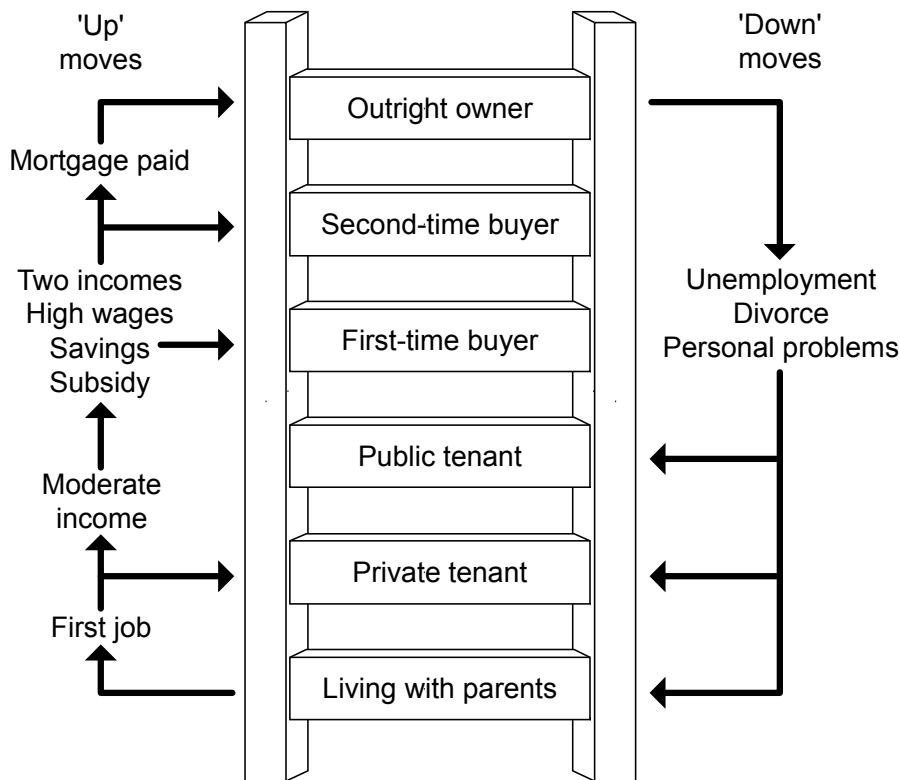 'Up'
moves
'Down'
moves
Outright owner
Mortgage paid
Second-time buyer
Two incomes
High wages
Savings
Subsidy
First-time buyer
Unemployment
Divorce
Personal problems
Public tenant
Moderate
income
Private tenant
First job
Living with parents